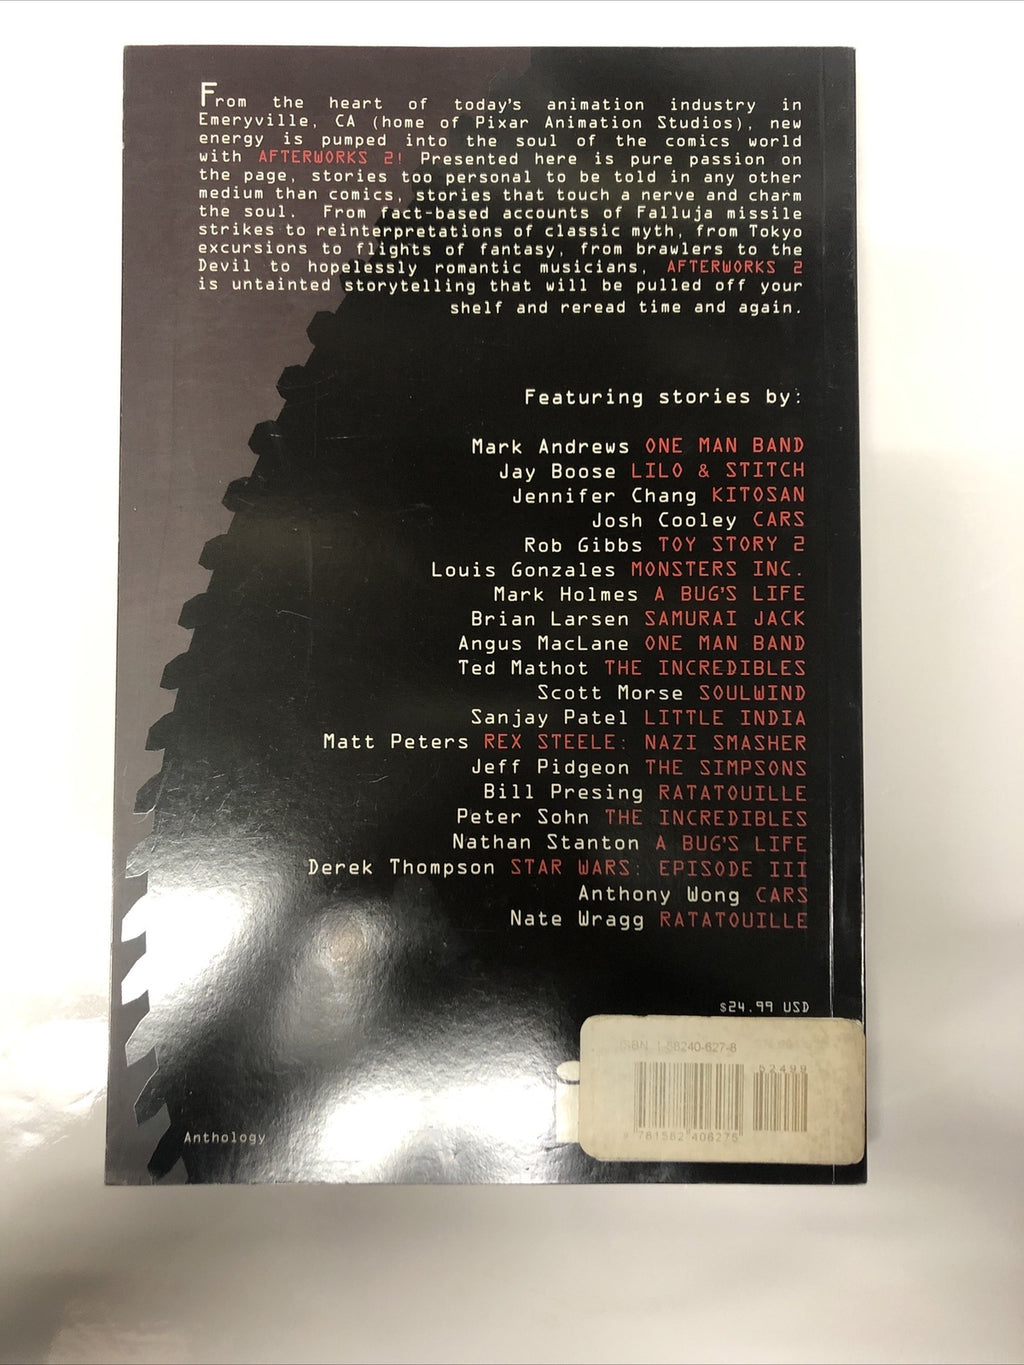 From the heart of today's animation industry in
Emeryville, CA (home of Pixar Animation Studios), new
energy is pumped into the soul of the comics world
with AFTERWORKS 2! Presented here is pure passion on
the page, stories too personal to be told in any other
medium than comics, stories that touch a nerve and charm
the soul. From fact-based accounts of Falluja missile
strikes to reinterpretations of classic myth, from Tokyo
excursions to flights of fantasy, from brawlers to the
Devil to hopelessly romantic musicians, AFTERWORKS 2
is untainted storytelling that will be pulled off your
shelf and reread time and again.
Featuring stories by:
Mark Andrews ONE MAN BAND
Jay Boose LILO & STITCH
Jennifer Chang KITOSAN
Josh Cooley CARS
Rob Gibbs TOY STORY 2
Louis Gonzales MONSTERS INC.
Mark Holmes A BUG'S LIFE
Brian Larsen SAMURAI JACK
Angus MacLane ONE MAN BAND
Ted Mathot THE INCREDIBLES
Scott Morse SOULWIND
Sanjay Patel LITTLE INDIA
Matt Peters REX STEELE: NAZI SMASHER
Jeff Pidgeon THE SIMPSONS
Bill Presing RATATOUILLE
Peter Sohn THE INCREDIBLES
Nathan Stanton A BUG'S LIFE
Derek Thompson STAR WARS: EPISODE III
Anthony Wong CARS
Nate Wragg RATATOUILLE
$24.99 USD
ISBN 1-58240-627-8
52499
9 781582 406275
Anthology